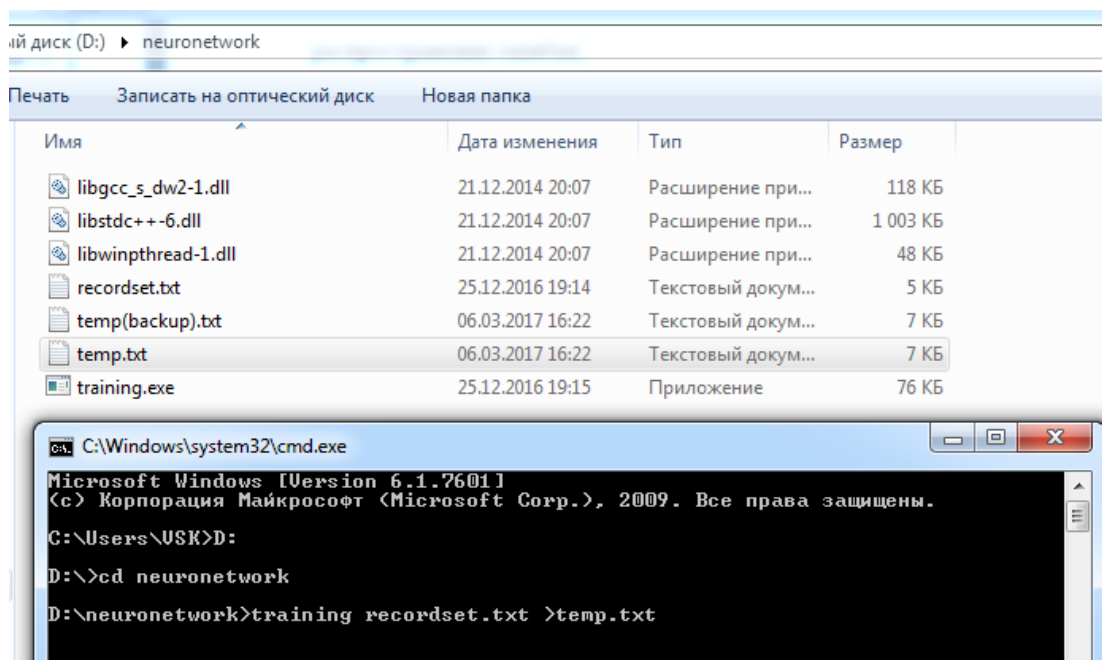 ый диск (D:) ▸ neuronetwork
Печать Записать на оптический диск Новая папка
Имя Дата изменения Тип Размер
libgcc_s_dw2-1.dll 21.12.2014 20:07 Расширение при... 118 КБ
libstdc++-6.dll 21.12.2014 20:07 Расширение при... 1 003 КБ
libwinpthread-1.dll 21.12.2014 20:07 Расширение при... 48 КБ
recordset.txt 25.12.2016 19:14 Текстовый докум... 5 КБ
temp(backup).txt 06.03.2017 16:22 Текстовый докум... 7 КБ
temp.txt 06.03.2017 16:22 Текстовый докум... 7 КБ
training.exe 25.12.2016 19:15 Приложение 76 КБ
C:\Windows\system32\cmd.exe
Microsoft Windows [Version 6.1.7601]
(c) Корпорация Майкрософт (Microsoft Corp.), 2009. Все права защищены.
C:\Users\VSK>D:
D:\>cd neuronetwork
D:\neuronetwork>training recordset.txt >temp.txt